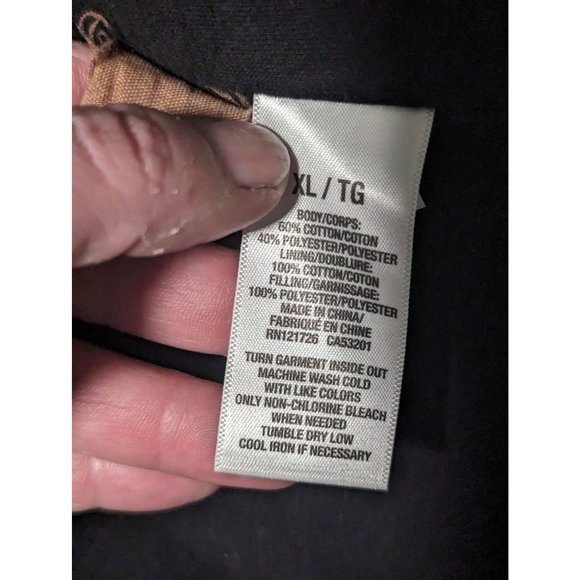 XL / TG
BODY/CORPS:
60% COTTON/COTON
40% POLYESTER/POLYESTER
LINING/DOUBLURE:
100% COTTON/COTON
FILLING/GARNISSAGE:
100% POLYESTER/POLYESTER
MADE IN CHINA/
FABRIQUÉ EN CHINE
RN121726 CA53201
TURN GARMENT INSIDE OUT
MACHINE WASH COLD
WITH LIKE COLORS
ONLY NON-CHLORINE BLEACH
WHEN NEEDED
TUMBLE DRY LOW
COOL IRON IF NECESSARY